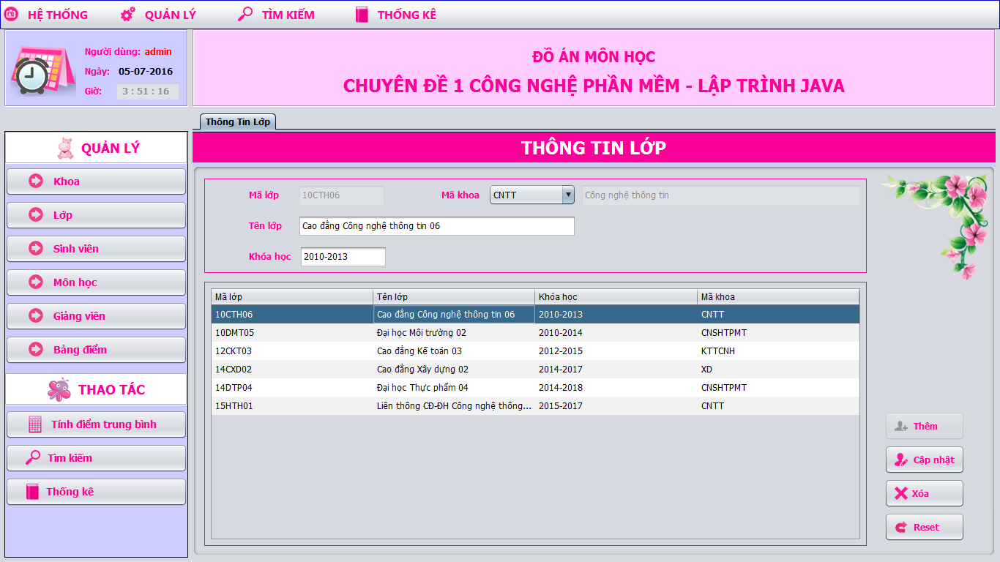 HỆ THỐNG QUẢN LÝ TÌM KIẾM THỐNG KÊ
Người dùng: admin
Ngày: 05-07-2016
Giờ: 3 : 51 : 16
ĐỒ ÁN MÔN HỌC
CHUYÊN ĐỀ 1 CÔNG NGHỆ PHẦN MỀM - LẬP TRÌNH JAVA
QUẢN LÝ
Khoa
Lớp
Sinh viên
Môn học
Giảng viên
Bảng điểm
THAO TÁC
Tính điểm trung bình
Tìm kiếm
Thống kê
Thông Tin Lớp
THÔNG TIN LỚP
Mã lớp 10CTH06 Mã khoa CNTT Công nghệ thông tin
Tên lớp Cao đẳng Công nghệ thông tin 06
Khóa học 2010-2013
Mã lớp Tên lớp Khóa học Mã khoa
10CTH06 Cao đẳng Công nghệ thông tin 06 2010-2013 CNTT
10DMT05 Đại học Môi trường 02 2010-2014 CNSHTPMT
12CKT03 Cao đẳng Kế toán 03 2012-2015 KTTCNH
14CXD02 Cao đẳng Xây dựng 02 2014-2017 XD
14DTP04 Đại học Thực phẩm 04 2014-2018 CNSHTPMT
15HTH01 Liên thông CĐ-ĐH Công nghệ thông... 2015-2017 CNTT
Thêm
Cập nhật
Xóa
Reset